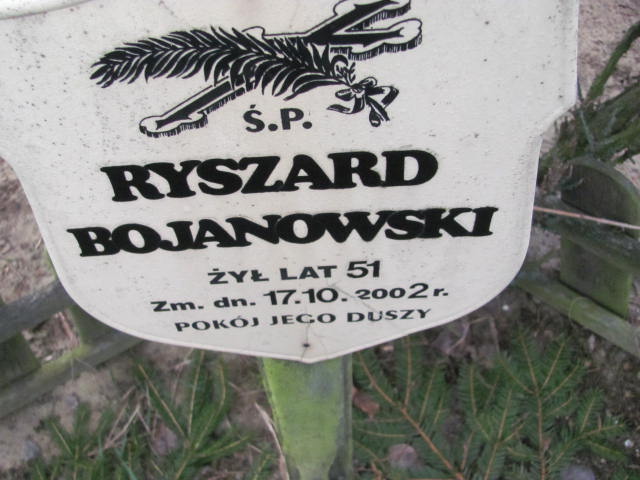 Ś.P.
RYSZARD
BOJANOWSKI
ŻYŁ LAT 51
Zm. dn. 17.10.2002 r.
POKÓJ JEGO DUSZY